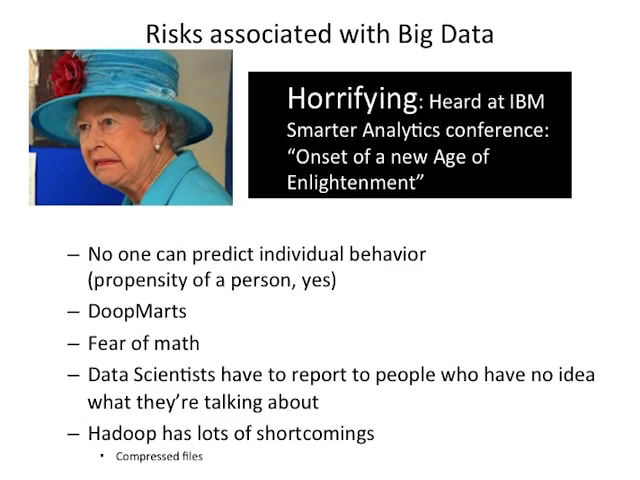 Risks associated with Big Data
Horrifying: Heard at IBM
Smarter Analytics conference:
“Onset of a new Age of
Enlightenment”
– No one can predict individual behavior
(propensity of a person, yes)
– DoopMarts
– Fear of math
– Data Scientists have to report to people who have no idea
what they’re talking about
– Hadoop has lots of shortcomings
• Compressed files